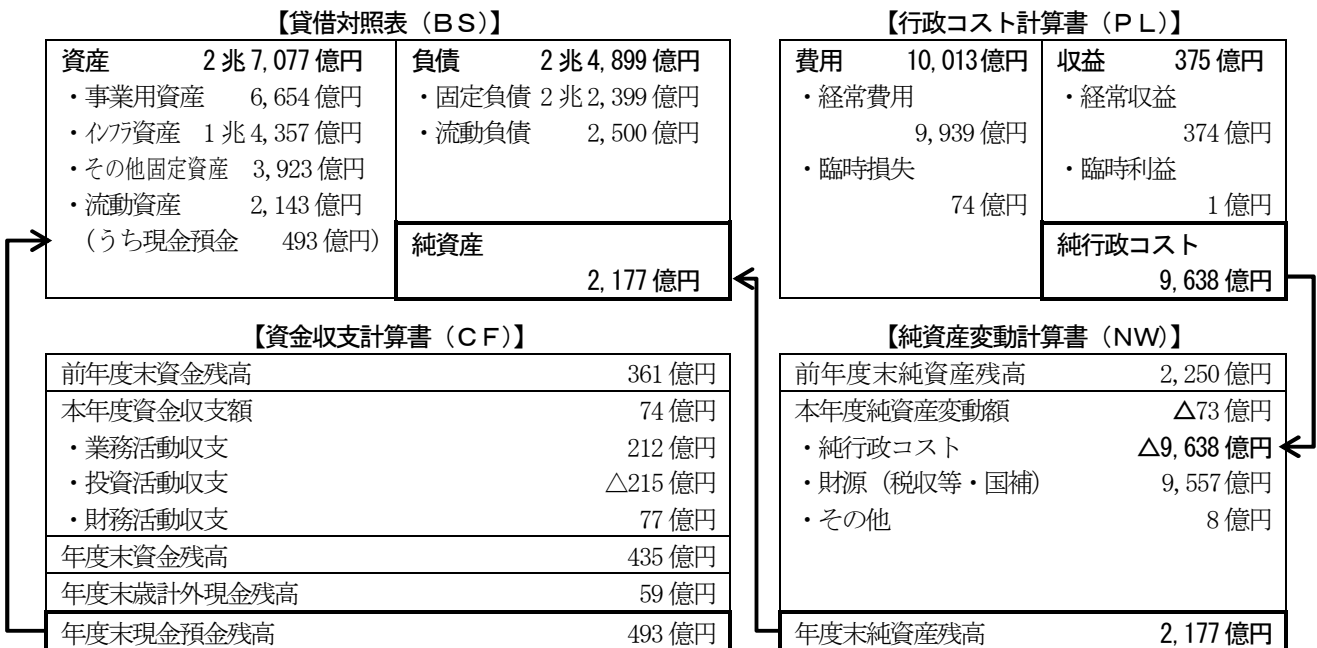 【貸借対照表（ＢＳ）】
資産 2兆7,077億円
・事業用資産 6,654億円
・ｲﾝﾌﾗ資産 1兆4,357億円
・その他固定資産 3,923億円
・流動資産 2,143億円
（うち現金預金 493億円）
負債 2兆4,899億円
・固定負債 2兆2,399億円
・流動負債 2,500億円
純資産
2,177億円
【行政コスト計算書（ＰＬ）】
費用 10,013億円
・経常費用
9,939億円
・臨時損失
74億円
収益 375億円
・経常収益
374億円
・臨時利益
1億円
純行政コスト
9,638億円
【資金収支計算書（ＣＦ）】
前年度末資金残高 361億円
本年度資金収支額 74億円
・業務活動収支 212億円
・投資活動収支 △215億円
・財務活動収支 77億円
年度末資金残高 435億円
年度末歳計外現金残高 59億円
年度末現金預金残高 493億円
【純資産変動計算書（ＮＷ）】
前年度末純資産残高 2,250億円
本年度純資産変動額 △73億円
・純行政コスト △9,638億円
・財源（税収等・国補） 9,557億円
・その他 8億円
年度末純資産残高 2,177億円